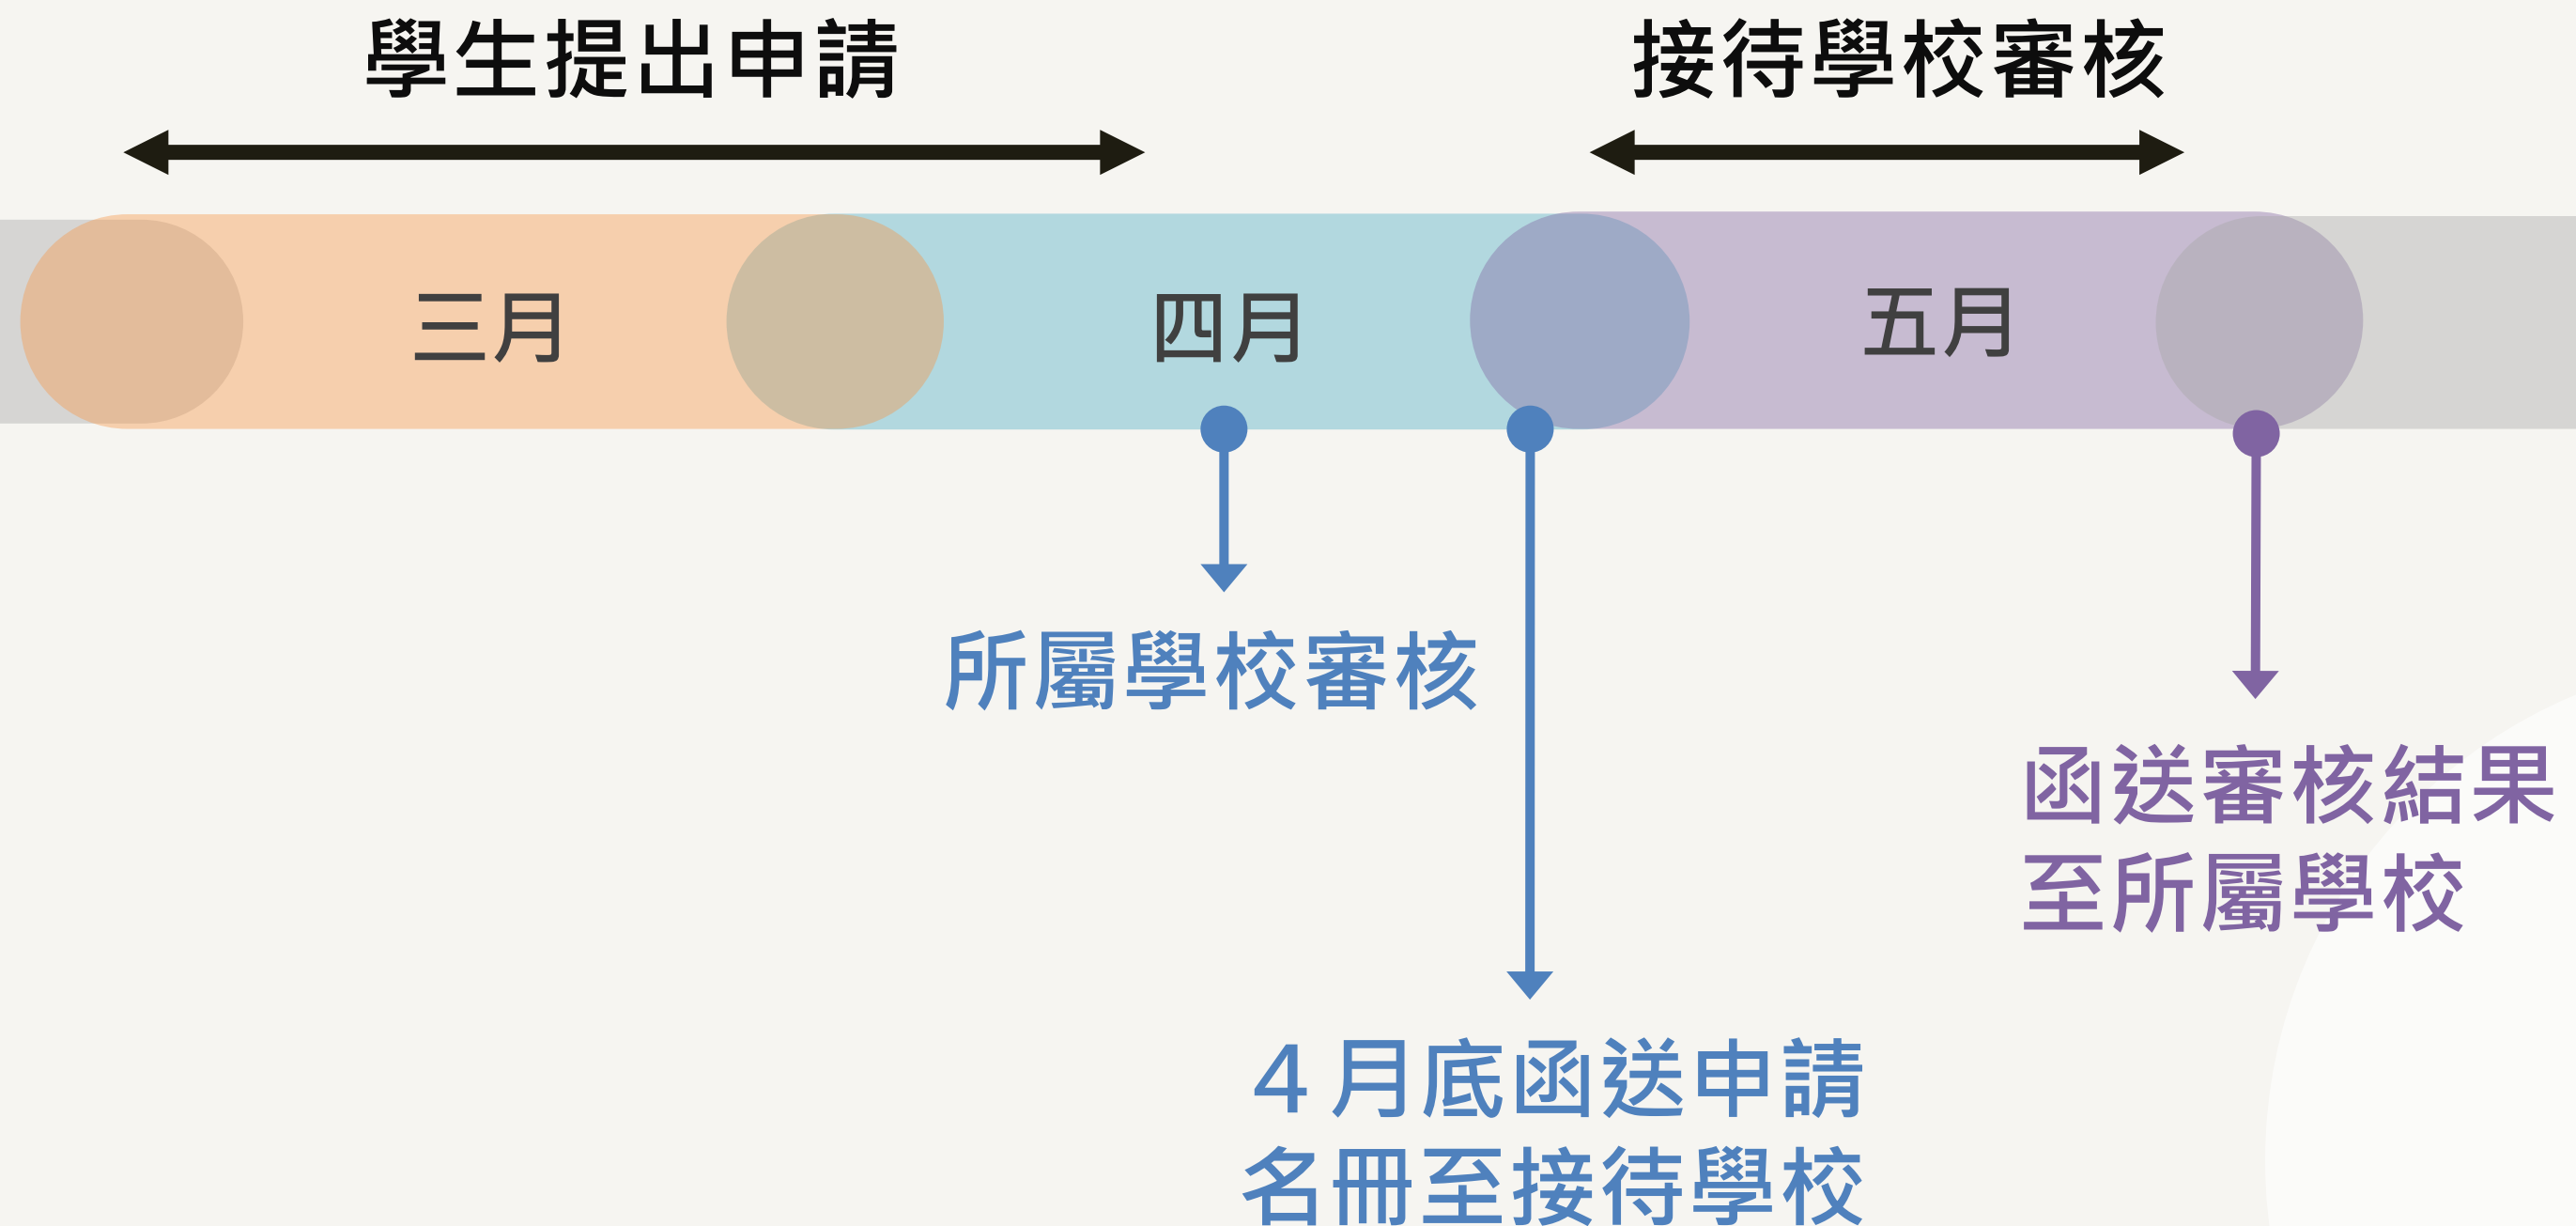 學生提出申請
接待學校審核
三月
四月
五月
所屬學校審核
函送審核結果
至所屬學校
4月底函送申請
名冊至接待學校